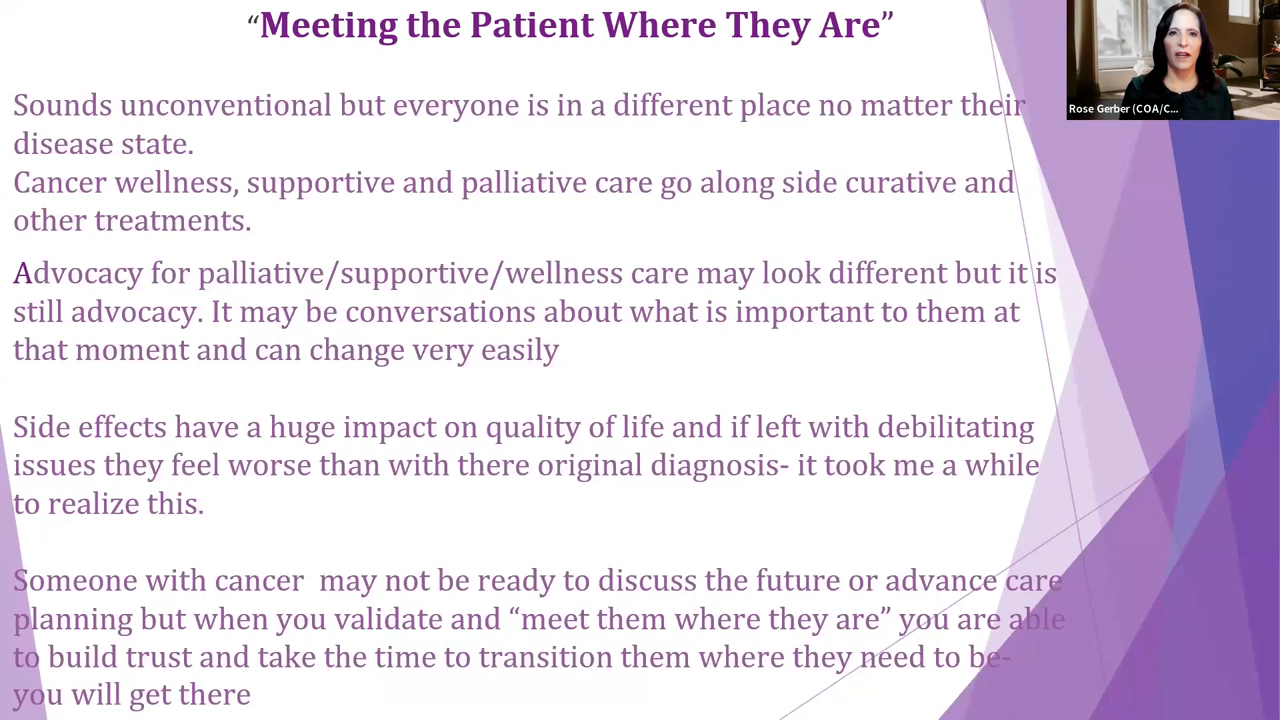 “Meeting the Patient Where They Are”
Rose Gerber (COA/C...
Sounds unconventional but everyone is in a different place no matter their
disease state.
Cancer wellness, supportive and palliative care go along side curative and
other treatments.
Advocacy for palliative/supportive/wellness care may look different but it is
still advocacy. It may be conversations about what is important to them at
that moment and can change very easily
Side effects have a huge impact on quality of life and if left with debilitating
issues they feel worse than with there original diagnosis- it took me a while
to realize this.
Someone with cancer  may not be ready to discuss the future or advance care
planning but when you validate and “meet them where they are” you are able
to build trust and take the time to transition them where they need to be-
you will get there